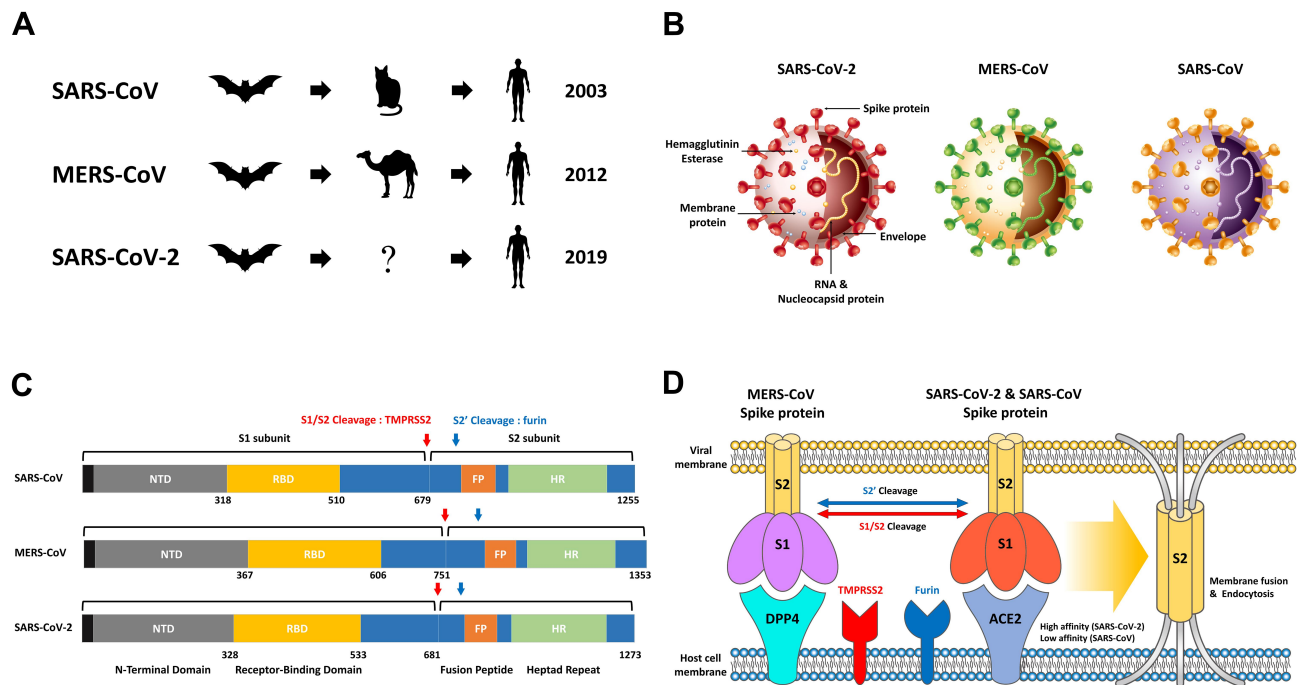 A
SARS-CoV
2003
MERS-CoV
2012
SARS-CoV-2
?
2019
B
SARS-CoV-2
MERS-CoV
SARS-CoV
Spike protein
Hemagglutinin
Esterase
Membrane
protein
Envelope
RNA &
Nucleocapsid protein
C
S1/S2 Cleavage : TMPRSS2
S2’ Cleavage : furin
S1 subunit
S2 subunit
SARS-CoV
NTD
RBD
FP
HR
318
510
679
1255
MERS-CoV
NTD
RBD
FP
HR
367
606
751
1353
SARS-CoV-2
NTD
RBD
FP
HR
328
533
681
1273
N-Terminal Domain
Receptor-Binding Domain
Fusion Peptide
Heptad Repeat
D
MERS-CoV
Spike protein
SARS-CoV-2 & SARS-CoV
Spike protein
Viral
membrane
S2
S2
S2’ Cleavage
S1/S2 Cleavage
S1
S1
S2
Membrane fusion
& Endocytosis
TMPRSS2
Furin
DPP4
ACE2
High affinity (SARS-CoV-2)
Low affinity (SARS-CoV)
Host cell
membrane